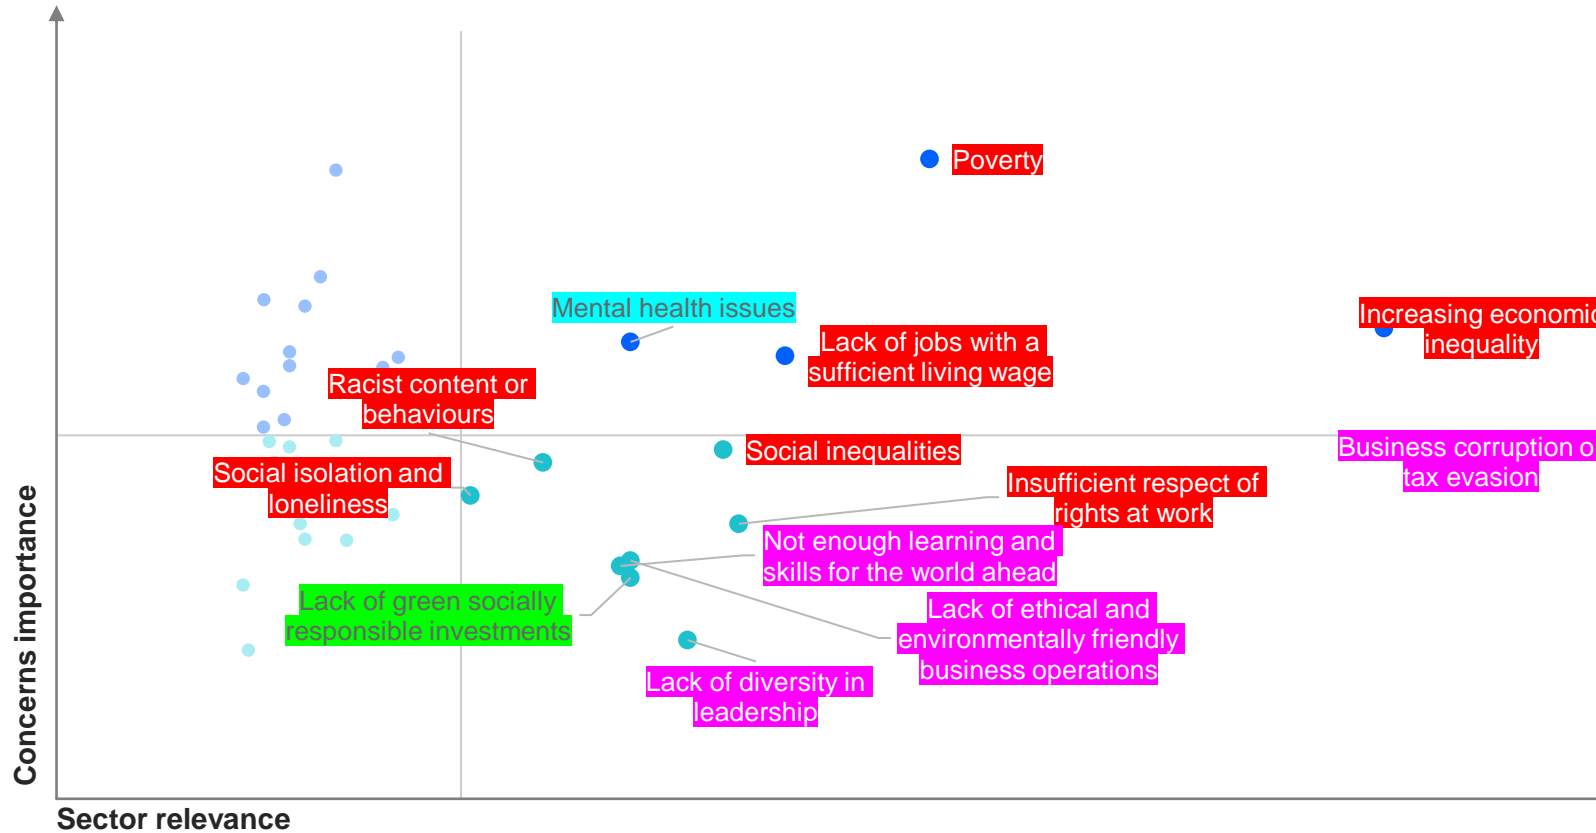 Poverty
Mental health issues
Increasing economic
inequality
Lack of jobs with a
sufficient living wage
Racist content or
behaviours
Social inequalities
Business corruption o
tax evasion
Social isolation and
loneliness
Insufficient respect of
rights at work
Not enough learning and
skills for the world ahead
Lack of green socially
responsible investments
Lack of ethical and
environmentally friendly
business operations
Lack of diversity in
leadership
Concerns importance
Sector relevance